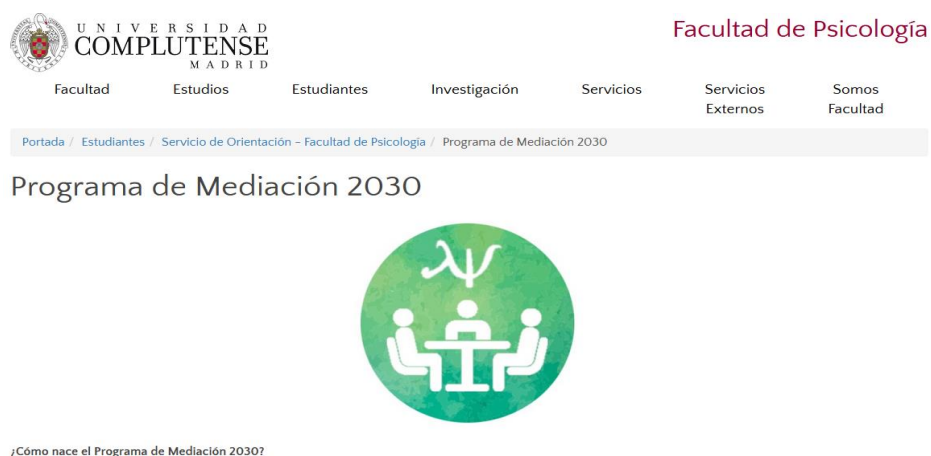 UNIVERSIDAD
COMPLUTENSE
MADRID
Facultad de Psicología
Facultad
Estudios
Estudiantes
Investigación
Servicios
Servicios
Externos
Somos
Facultad
Portada / Estudiantes / Servicio de Orientación - Facultad de Psicología / Programa de Mediación 2030
Programa de Mediación 2030
λψ
¿Cómo nace el Programa de Mediación 2030?